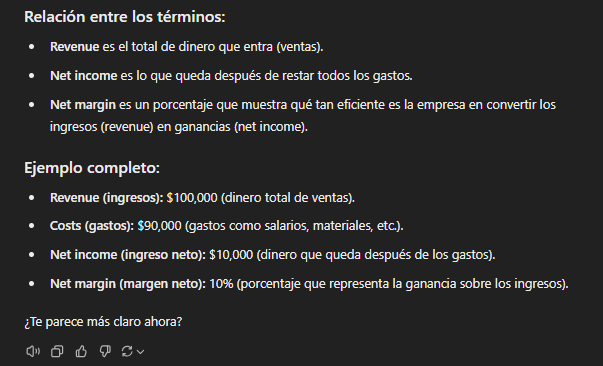 Relación entre los términos:
• Revenue es el total de dinero que entra (ventas).
• Net income es lo que queda después de restar todos los gastos.
• Net margin es un porcentaje que muestra qué tan eficiente es la empresa en convertir los
ingresos (revenue) en ganancias (net income).
Ejemplo completo:
• Revenue (ingresos): $100,000 (dinero total de ventas).
• Costs (gastos): $90,000 (gastos como salarios, materiales, etc.).
• Net income (ingreso neto): $10,000 (dinero que queda después de los gastos).
• Net margin (margen neto): 10% (porcentaje que representa la ganancia sobre los ingresos).
¿Te parece más claro ahora?